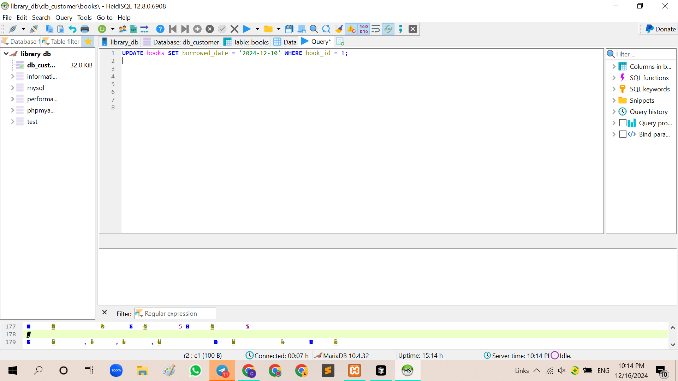 library_db\db_customer\books\ - HeidiSQL 12.8.0.6908
File Edit Search Query Tools Go to Help
Donate
Database f
Table filter
library_db
Database: db_customer
Table: books
Data
Query*
library db
db_cust...
32.0 KiB
informati...
mysql
performa...
phpmya...
test
1 UPDATE books SET borrowed_date = '2024-12-10' WHERE book_id = 1;
2
3
4
5
6
7
8
Filter...
Columns in b...
SQL functions
SQL keywords
Snippets
Query history
Query pro...
Bind para...
Filter:
Regular expression
177
178
179
r2 : c1 (100 B)
Connected: 00:07 h
MariaDB 10.4.32
Uptime: 15:14 h
Server time: 10:14 PM
Idle.
Links
ENG
10:14 PM
12/16/2024